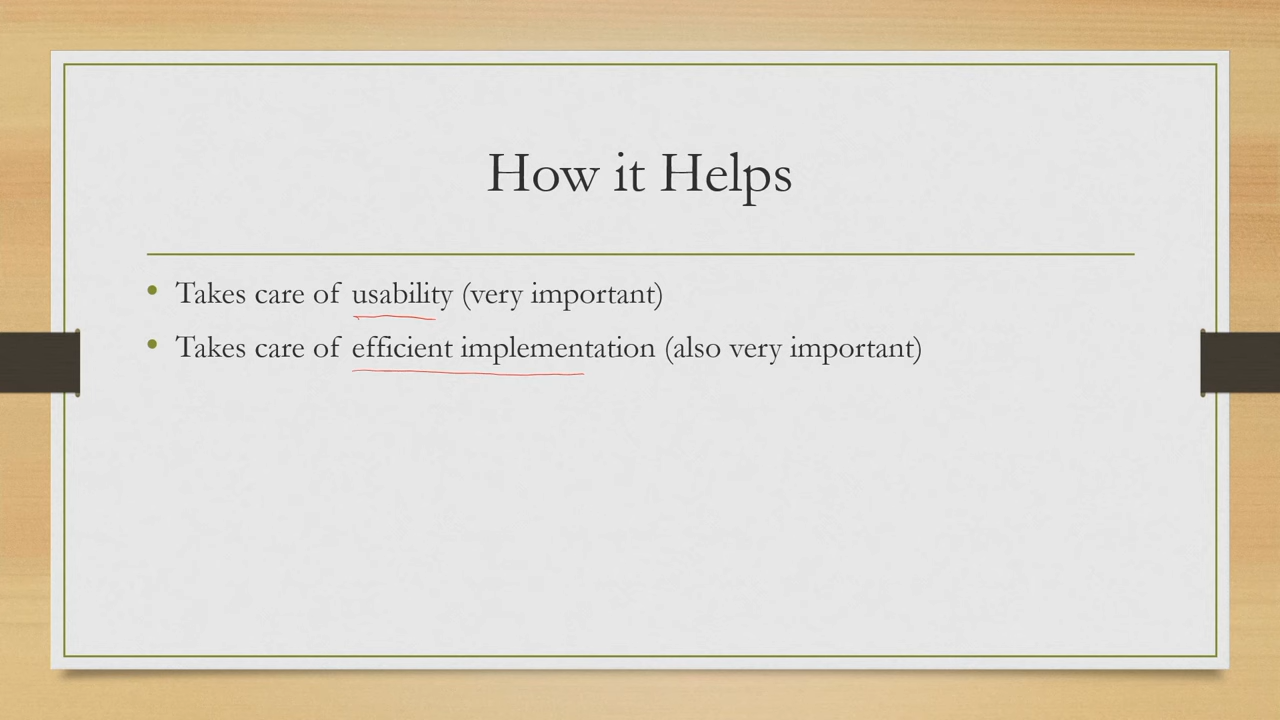 How it Helps
• Takes care of usability (very important)
• Takes care of efficient implementation (also very important)